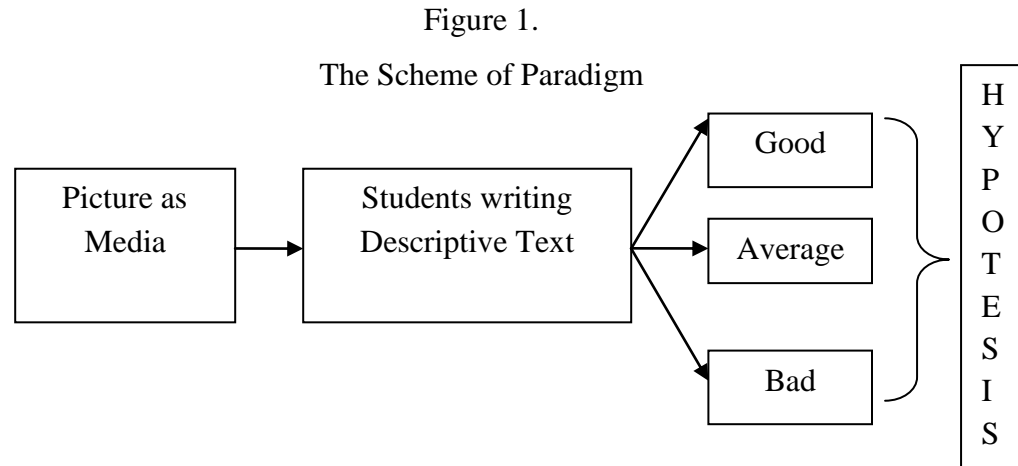 Figure 1.
The Scheme of Paradigm
Picture as
Media
Students writing
Descriptive Text
Good
Average
Bad
H
Y
P
O
T
E
S
I
S